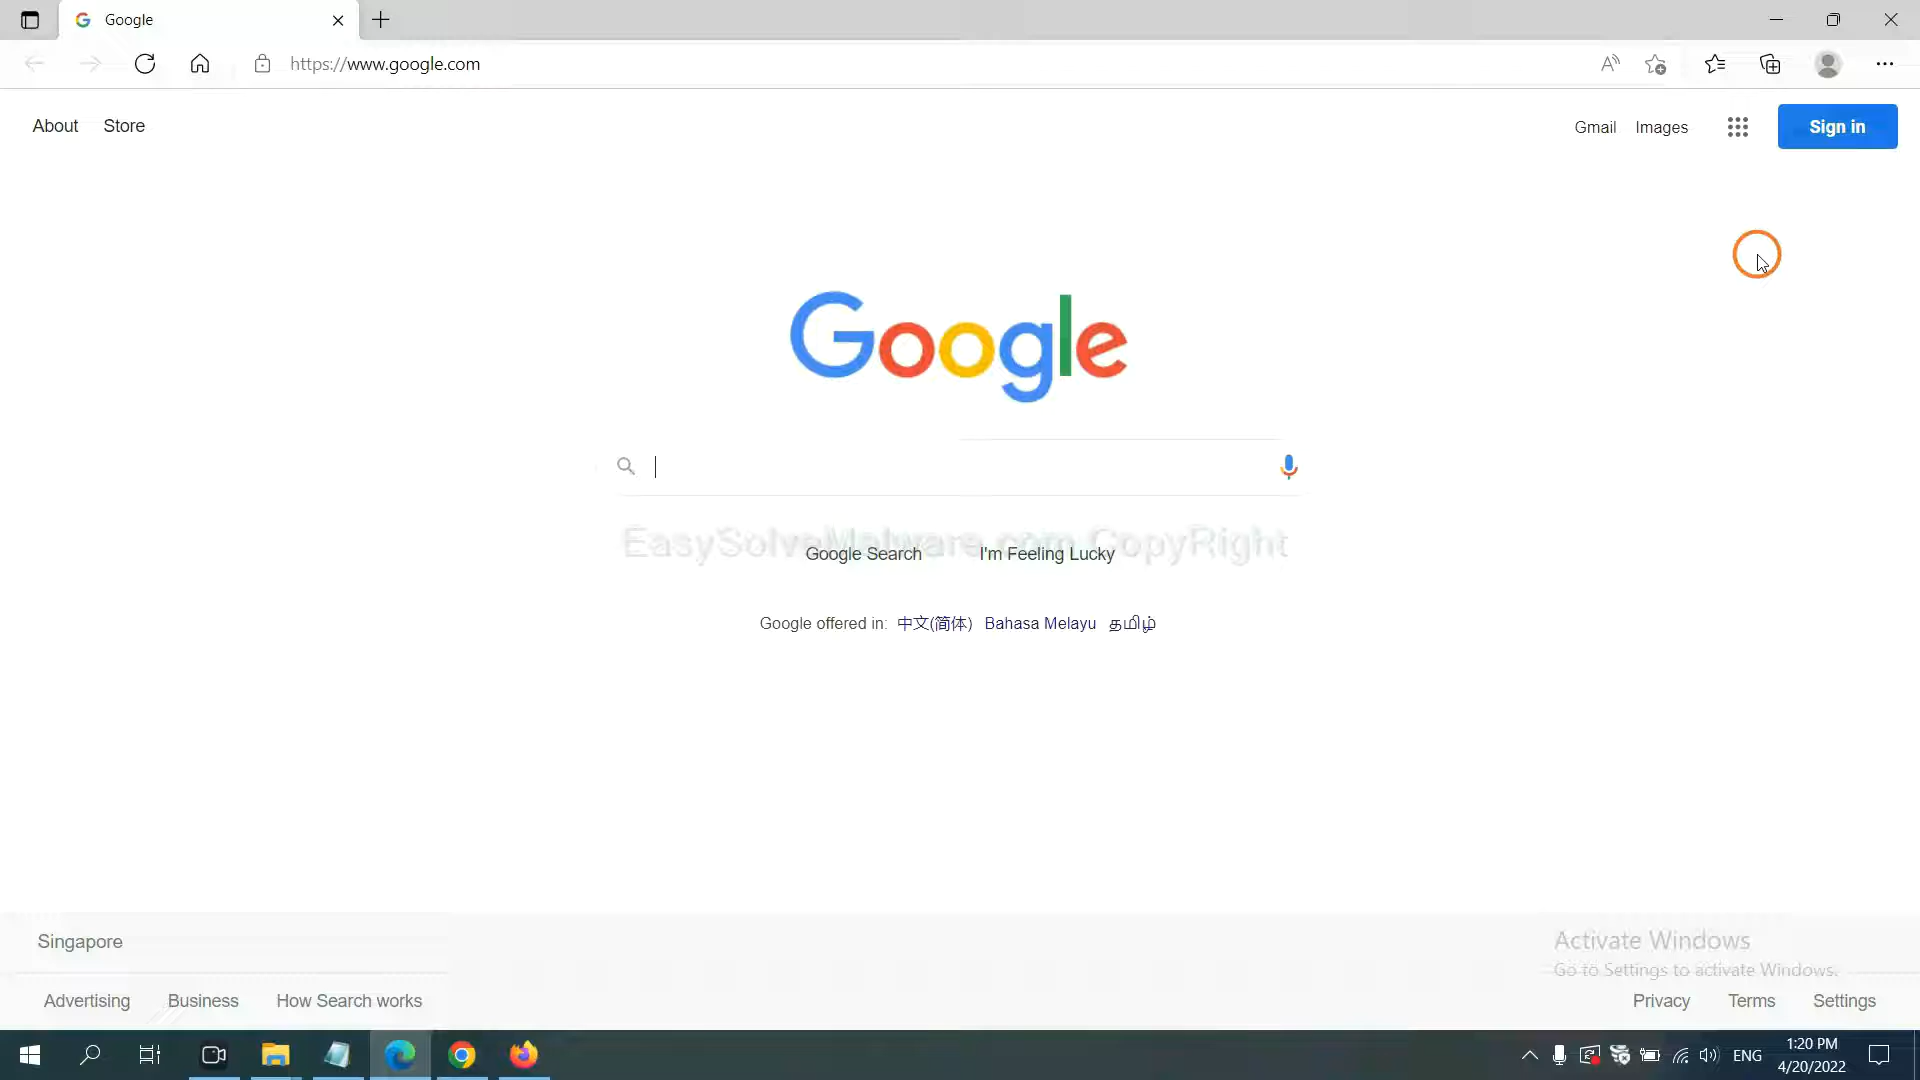 Google
https://www.google.com
About Store
Gmail Images Sign in
Google
EasySolveMalware.com CopyRight
Google Search I'm Feeling Lucky
Google offered in: 中文(简体) Bahasa Melayu தமிழ்
Singapore
Activate Windows
Go to Settings to activate Windows.
Advertising Business How Search works
Privacy Terms Settings
ENG
1:20 PM
4/20/2022